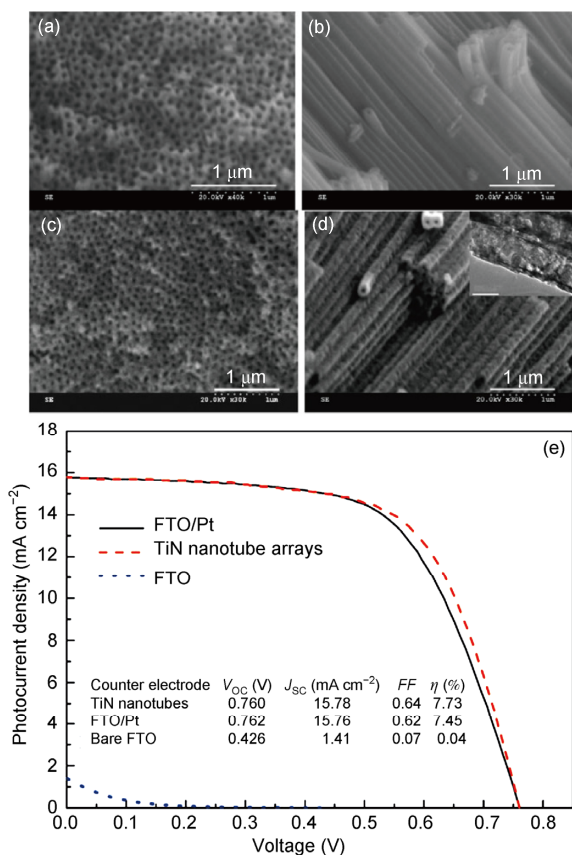 (a)
1 μm
SE 20.0kV x40k 1um
(b)
1 μm
SE 20.0kV x30k 1um
(c)
1 μm
SE 20.0kV x30k 1um
(d)
1 μm
SE 20.0kV x30k 1um
(e)
Photocurrent density (mA cm−2)
18
16
14
12
10
8
6
4
2
0
FTO/Pt
TiN nanotube arrays
FTO
Counter electrode VOC (V) JSC (mA cm−2) FF η (%)
TiN nanotubes 0.760 15.78 0.64 7.73
FTO/Pt 0.762 15.76 0.62 7.45
Bare FTO 0.426 1.41 0.07 0.04
0.0 0.1 0.2 0.3 0.4 0.5 0.6 0.7 0.8
Voltage (V)